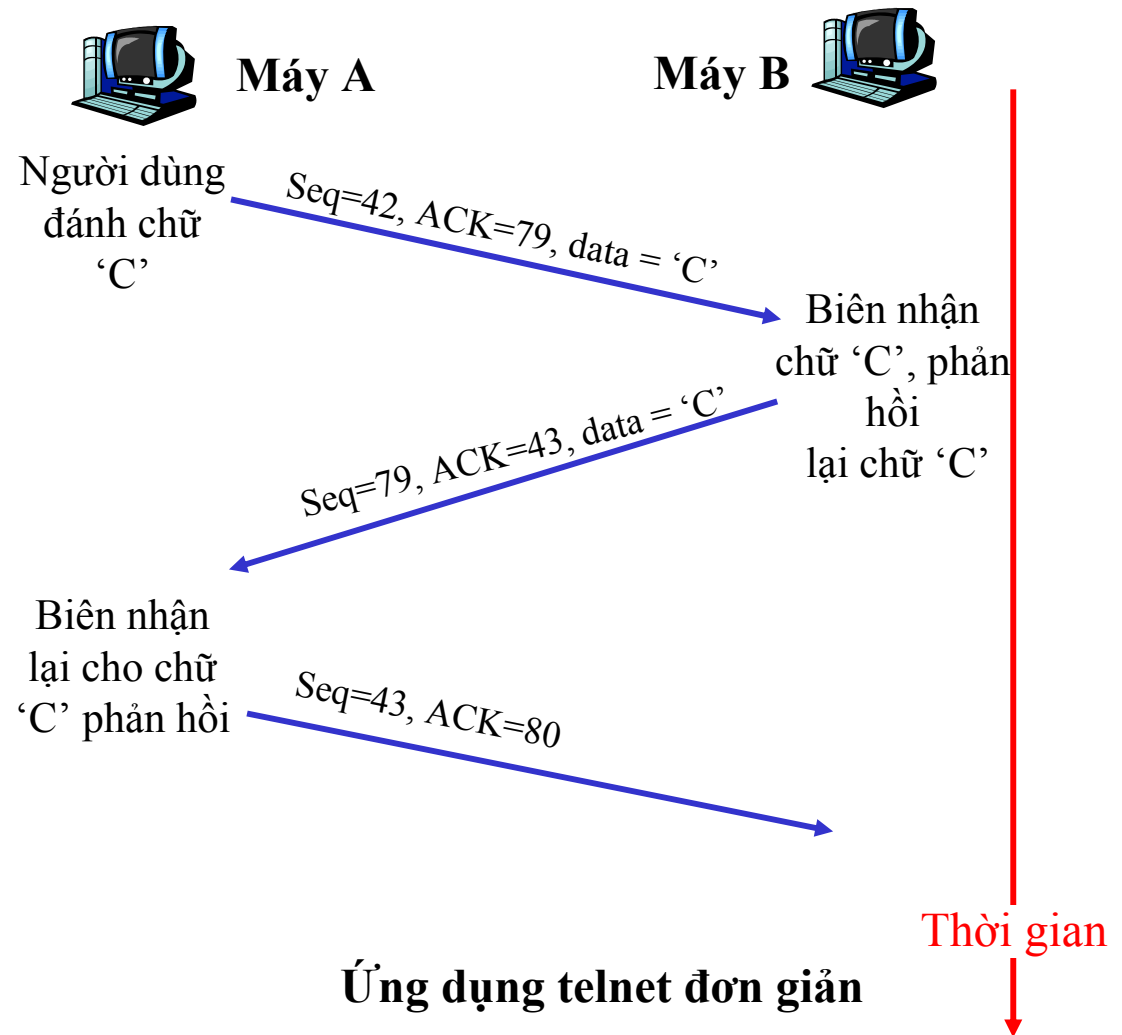 Máy A
Máy B
Người dùng
đánh chữ
‘C’
Seq=42, ACK=79, data = ‘C’
Biên nhận
chữ ‘C’, phản
hồi
lại chữ ‘C’
Seq=79, ACK=43, data = ‘C’
Biên nhận
lại cho chữ
‘C’ phản hồi
Seq=43, ACK=80
Thời gian
Ứng dụng telnet đơn giản